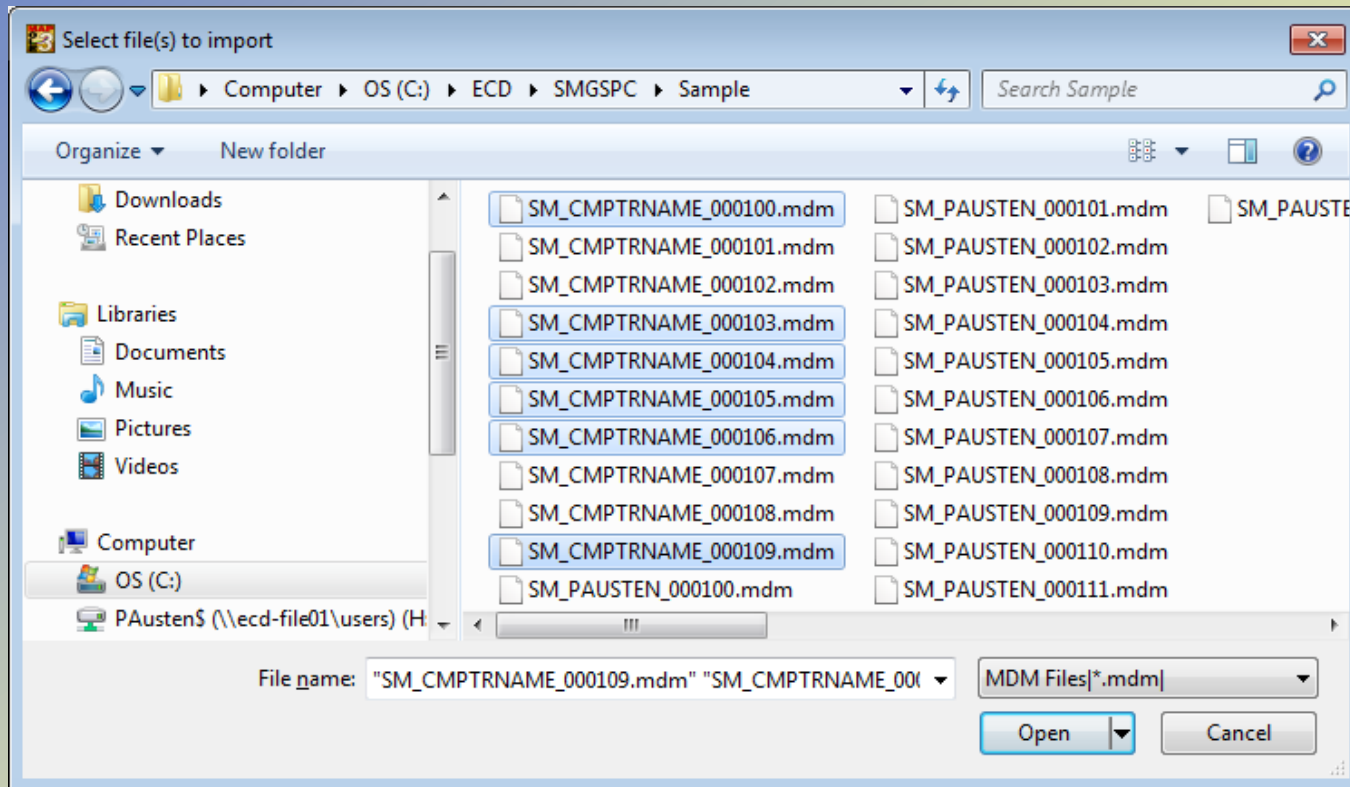 Select file(s) to import
Computer OS (C:) ECD SMGSPC Sample
Search Sample
Organize New folder
Downloads
Recent Places
Libraries
Documents
Music
Pictures
Videos
Computer
OS (C:)
PAusten$ (\\ecd-file01\users) (H:
SM_CMPTRNAME_000100.mdm
SM_CMPTRNAME_000101.mdm
SM_CMPTRNAME_000102.mdm
SM_CMPTRNAME_000103.mdm
SM_CMPTRNAME_000104.mdm
SM_CMPTRNAME_000105.mdm
SM_CMPTRNAME_000106.mdm
SM_CMPTRNAME_000107.mdm
SM_CMPTRNAME_000108.mdm
SM_CMPTRNAME_000109.mdm
SM_PAUSTEN_000100.mdm
SM_PAUSTEN_000101.mdm
SM_PAUSTEN_000102.mdm
SM_PAUSTEN_000103.mdm
SM_PAUSTEN_000104.mdm
SM_PAUSTEN_000105.mdm
SM_PAUSTEN_000106.mdm
SM_PAUSTEN_000107.mdm
SM_PAUSTEN_000108.mdm
SM_PAUSTEN_000109.mdm
SM_PAUSTEN_000110.mdm
SM_PAUSTEN_000111.mdm
SM_PAUSTE
File name: "SM_CMPTRNAME_000109.mdm" "SM_CMPTRNAME_00(
MDM Files|*.mdm|
Open Cancel